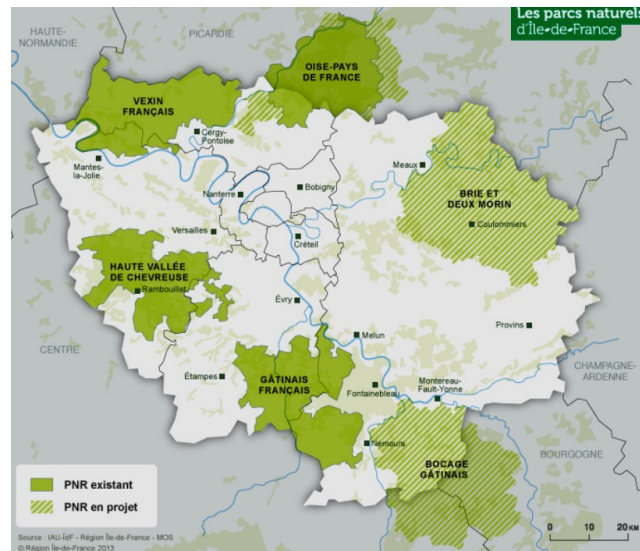 Les parcs naturels
d'Île•de•France
HAUTE-
NORMANDIE
PICARDIE
OISE-PAYS
DE FRANCE
VEXIN
FRANÇAIS
Cergy-
Pontoise
Mantes-
la-Jolie
Meaux
Nanterre
Bobigny
BRIE ET
DEUX MORIN
Coulommiers
Versailles
Créteil
HAUTE VALLÉE
DE CHEVREUSE
Rambouillet
Évry
Melun
Provins
CENTRE
Étampes
GÂTINAIS
FRANÇAIS
Fontainebleau
Montereau-
Fault-Yonne
CHAMPAGNE-
ARDENNE
Nemours
BOCAGE
GÂTINAIS
BOURGOGNE
PNR existant
PNR en projet
0 10 20 KM
Source : IAU-îdF - Région Île-de-France - MOS
© Région Île-de-France 2013